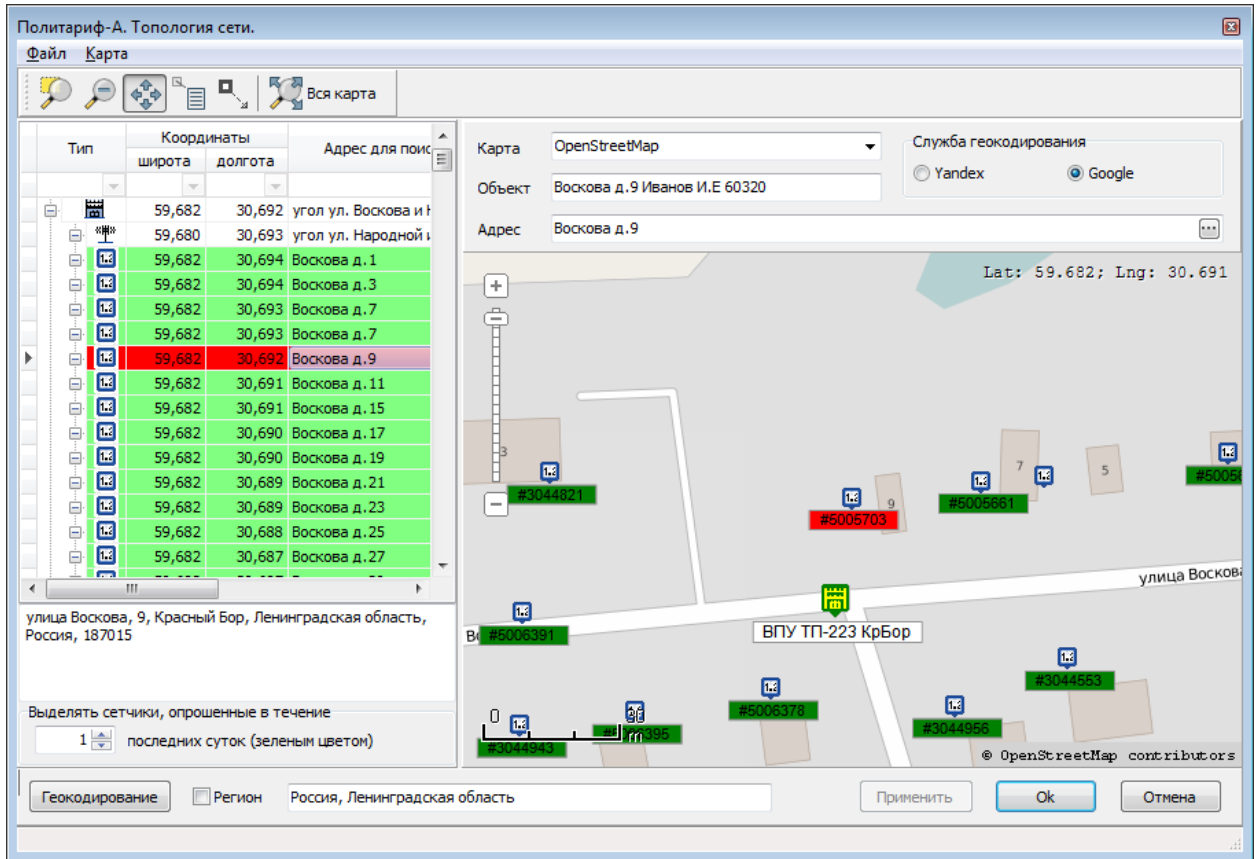 Политариф-А. Топология сети.
Файл Карта
Вся карта
Тип Координаты Адрес для поис
широта долгота
59,682 30,692 угол ул. Воскова и Н
59,680 30,693 угол ул. Народной и
59,682 30,694 Воскова д.1
59,682 30,694 Воскова д.3
59,682 30,693 Воскова д.7
59,682 30,693 Воскова д.7
59,682 30,692 Воскова д.9
59,682 30,691 Воскова д.11
59,682 30,691 Воскова д.15
59,682 30,690 Воскова д.17
59,682 30,690 Воскова д.19
59,682 30,689 Воскова д.21
59,682 30,689 Воскова д.23
59,682 30,688 Воскова д.25
59,682 30,687 Воскова д.27
улица Воскова, 9, Красный Бор, Ленинградская область,
Россия, 187015
Выделять сетчики, опрошенные в течение
1 последних суток (зеленым цветом)
Карта OpenStreetMap
Объект Воскова д.9 Иванов И.Е 60320
Адрес Воскова д.9
Служба геокодирования
Yandex Google
Lat: 59.682; Lng: 30.691
3
7
5
9
#3044821
#5005703
#5005661
#50056
улица Воскова
ВПУ ТП-223 КрБор
#5006391
#3044553
#5006378
#3044956
#3044943
0
m
© OpenStreetMap contributors
Геокодирование Регион Россия, Ленинградская область
Применить Ok Отмена